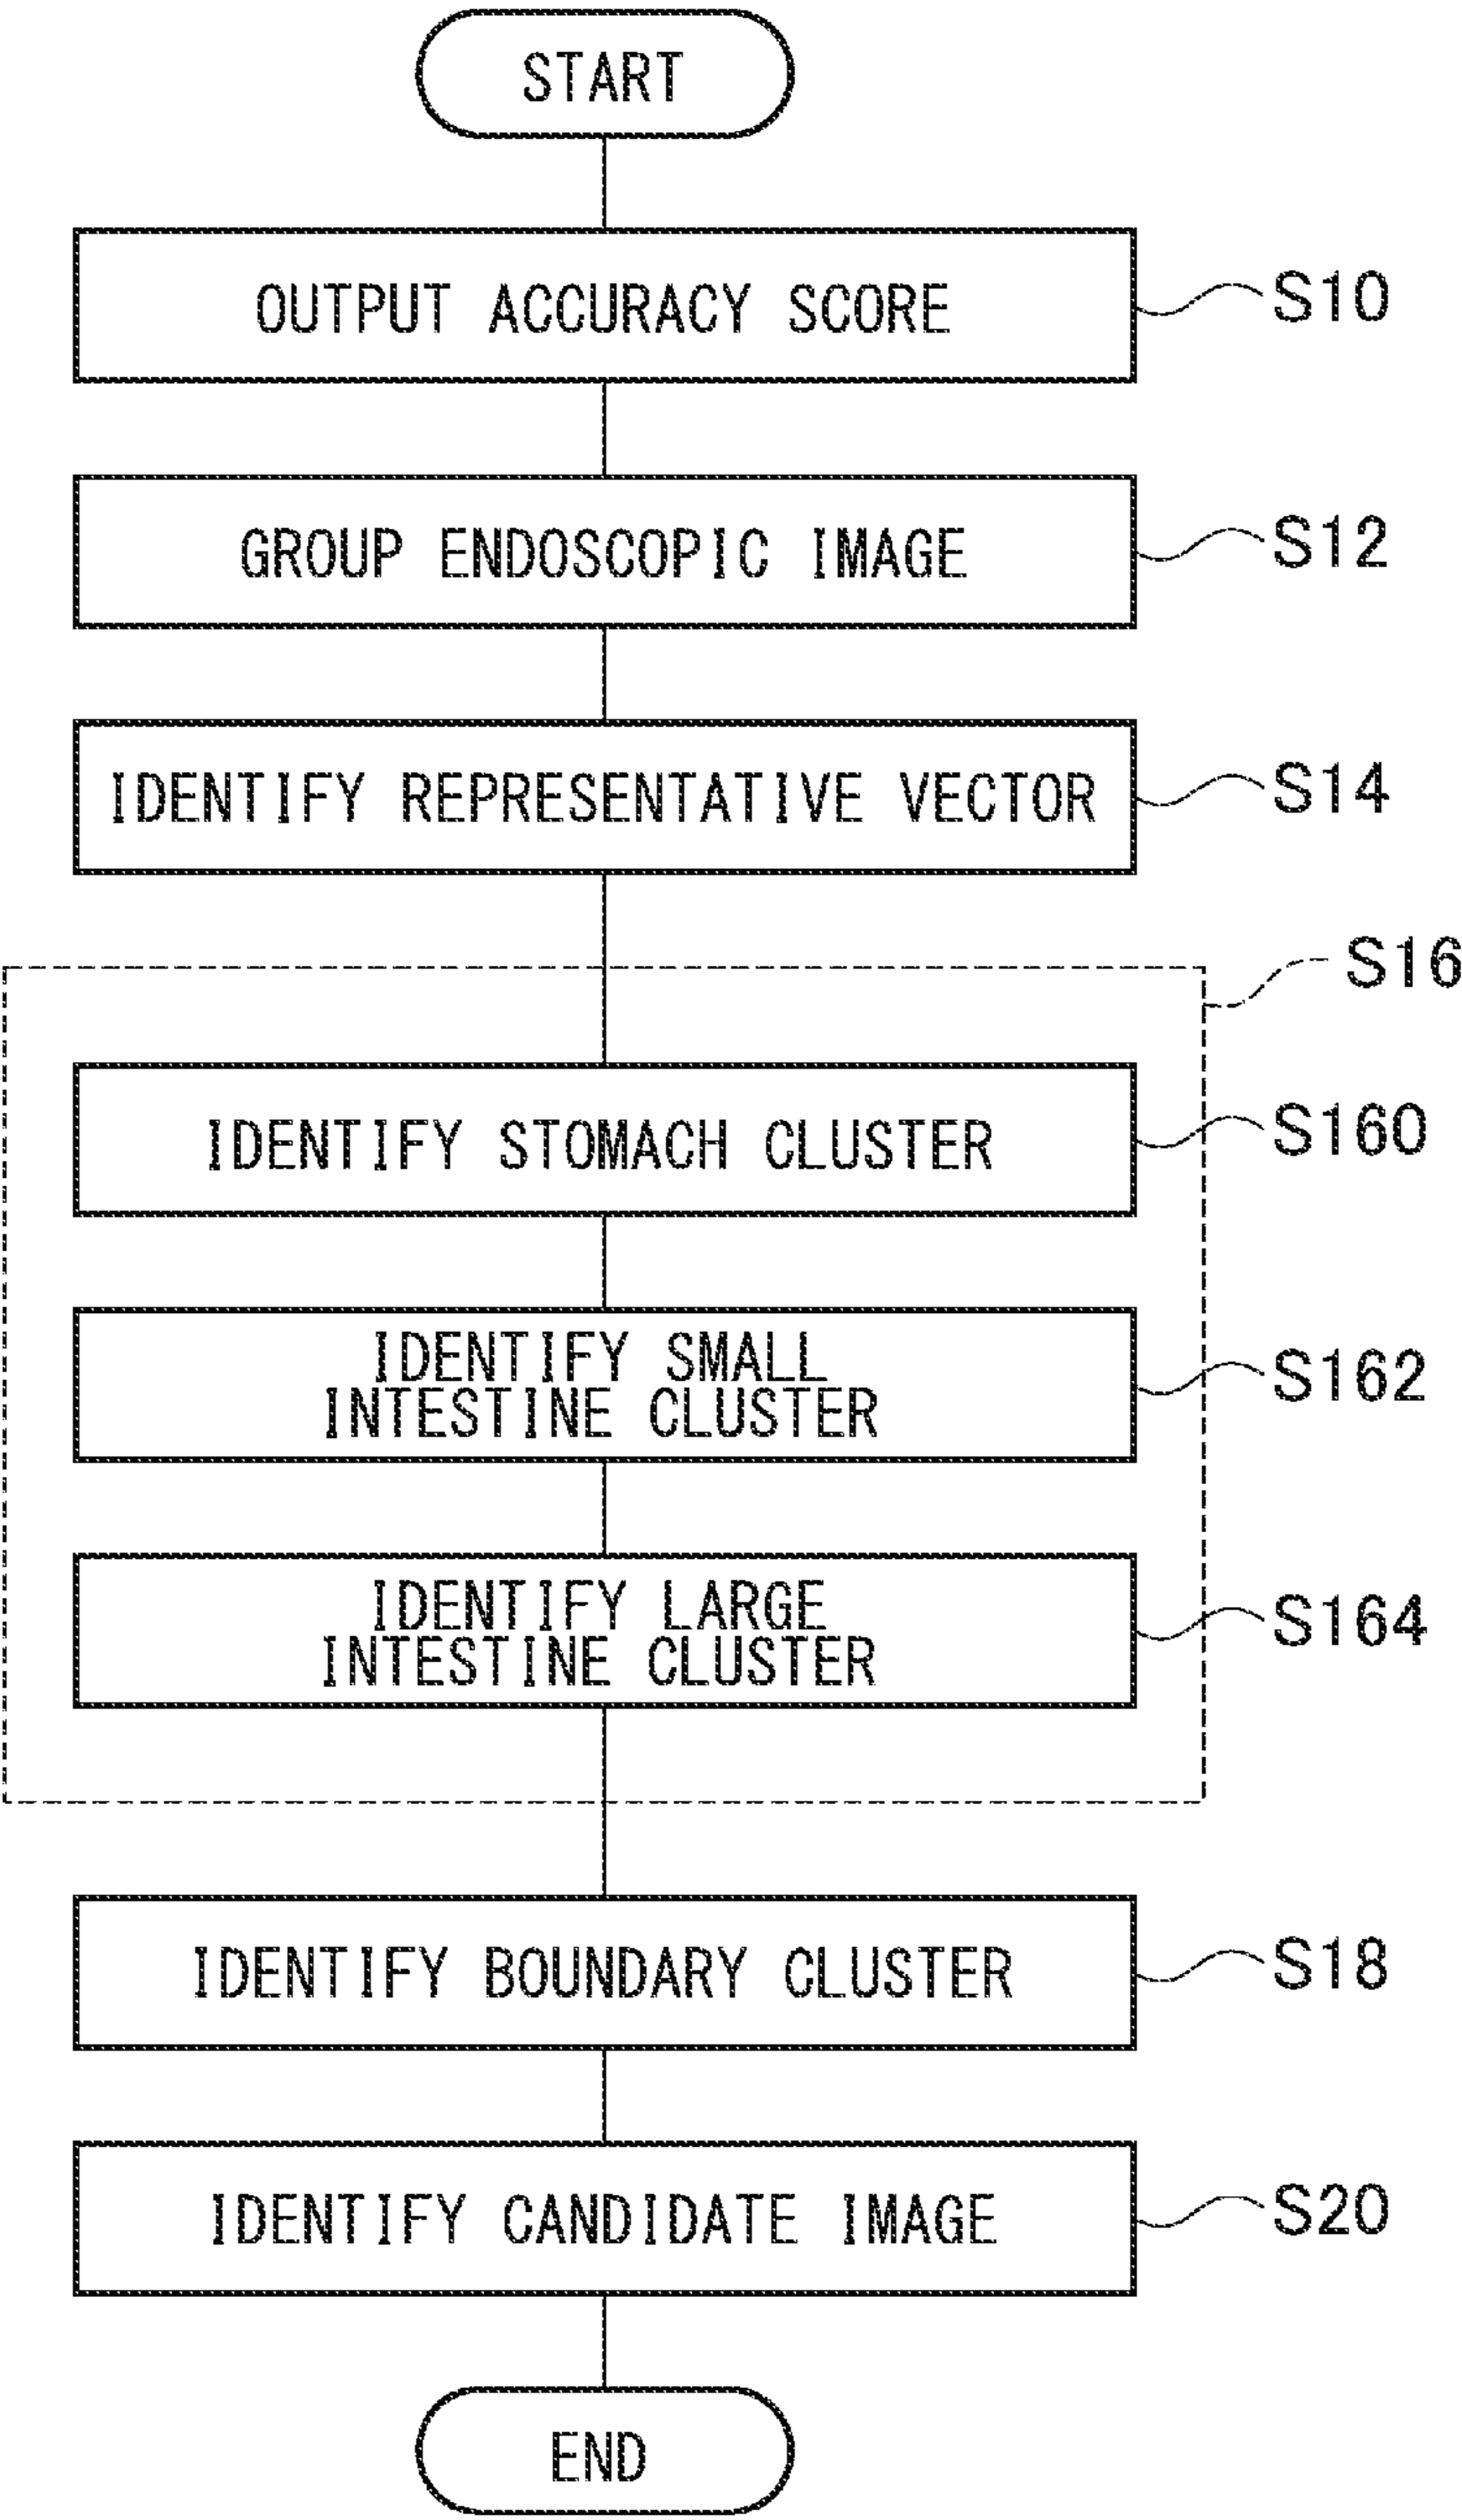 START
OUTPUT ACCURACY SCORE
S10
GROUP ENDOSCOPIC IMAGE
S12
IDENTIFY REPRESENTATIVE VECTOR
S14
S16
IDENTIFY STOMACH CLUSTER
S160
IDENTIFY SMALL
INTESTINE CLUSTER
S162
IDENTIFY LARGE
INTESTINE CLUSTER
S164
IDENTIFY BOUNDARY CLUSTER
S18
IDENTIFY CANDIDATE IMAGE
S20
END